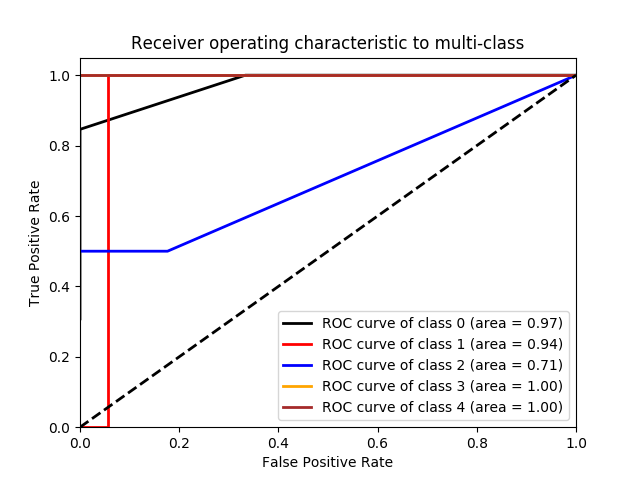 Receiver operating characteristic to multi-class
1.0
0.8
0.6
0.4
0.2
0.0
True Positive Rate
ROC curve of class 0 (area = 0.97)
ROC curve of class 1 (area = 0.94)
ROC curve of class 2 (area = 0.71)
ROC curve of class 3 (area = 1.00)
ROC curve of class 4 (area = 1.00)
0.0 0.2 0.4 0.6 0.8 1.0
False Positive Rate